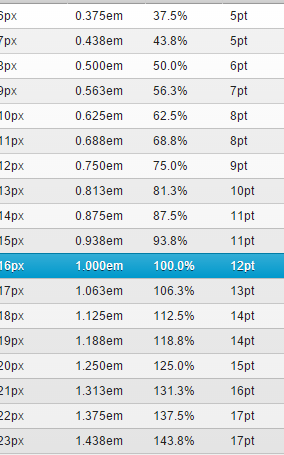 6px 0.375em 37.5% 5pt
7px 0.438em 43.8% 5pt
8px 0.500em 50.0% 6pt
9px 0.563em 56.3% 7pt
10px 0.625em 62.5% 8pt
11px 0.688em 68.8% 8pt
12px 0.750em 75.0% 9pt
13px 0.813em 81.3% 10pt
14px 0.875em 87.5% 11pt
15px 0.938em 93.8% 11pt
16px 1.000em 100.0% 12pt
17px 1.063em 106.3% 13pt
18px 1.125em 112.5% 14pt
19px 1.188em 118.8% 14pt
20px 1.250em 125.0% 15pt
21px 1.313em 131.3% 16pt
22px 1.375em 137.5% 17pt
23px 1.438em 143.8% 17pt